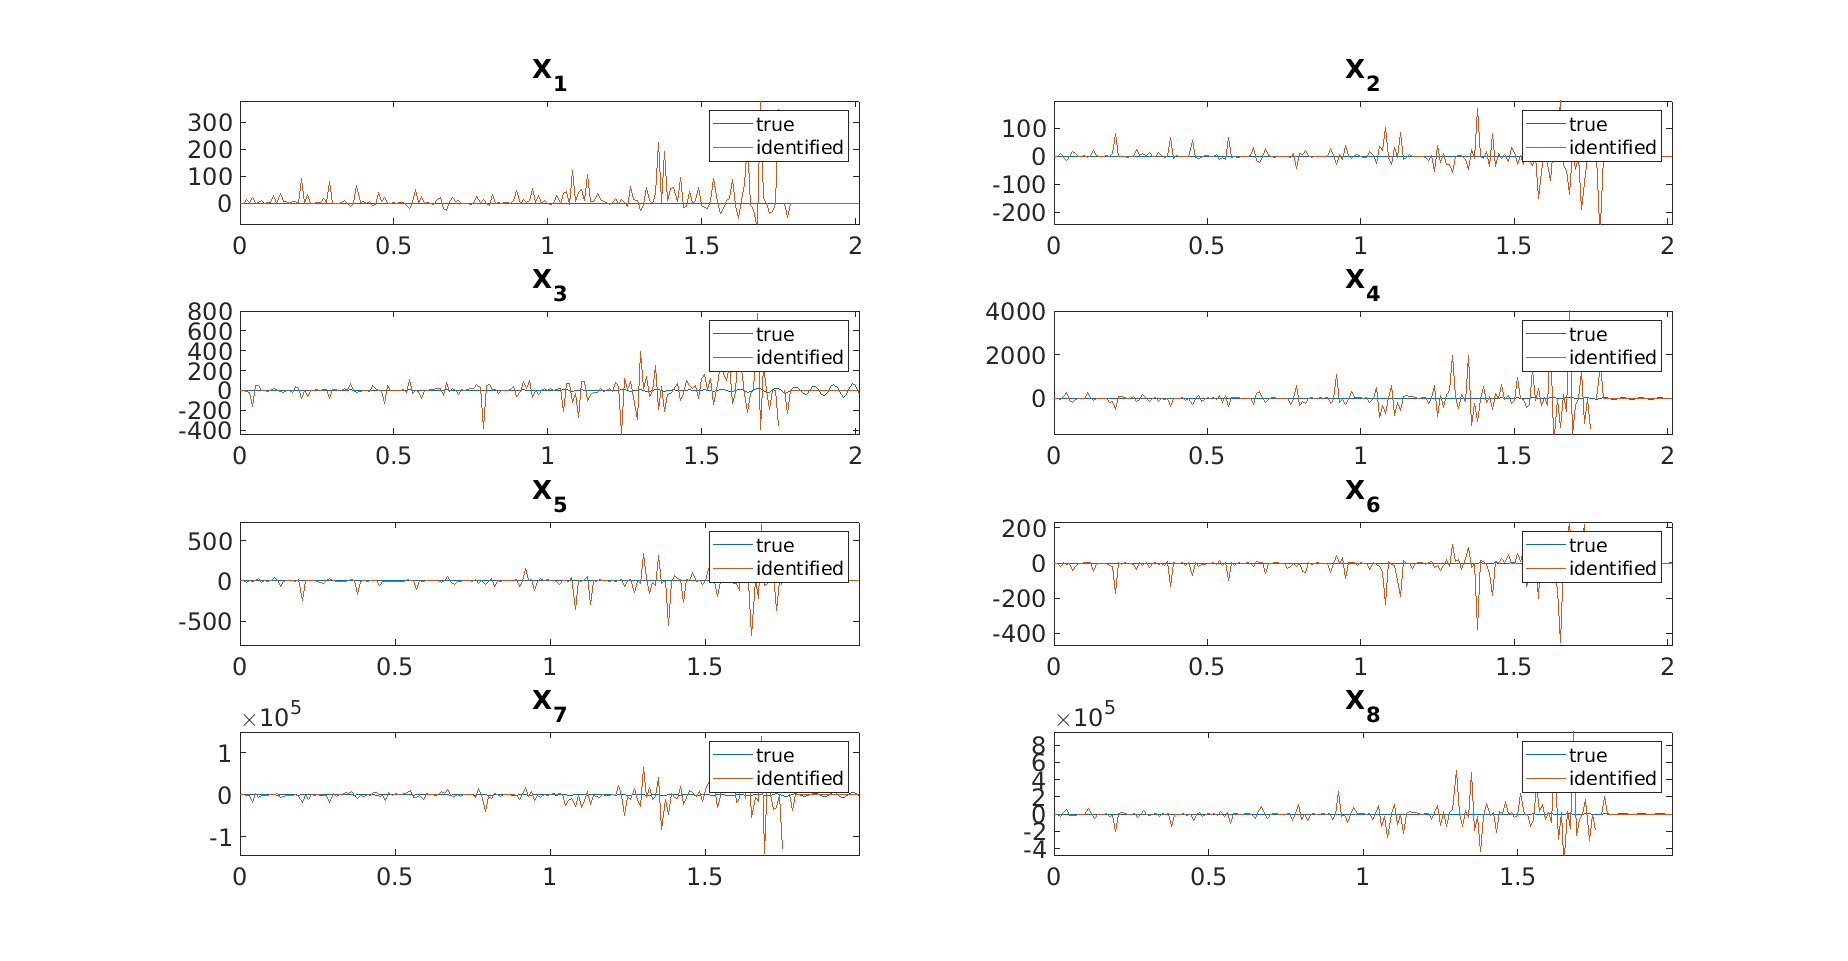 X1
300
200
100
0
true
identified
0 0.5 1 1.5 2
X2
100
0
-100
-200
true
identified
0 0.5 1 1.5 2
X3
800
600
400
200
0
-200
-400
true
identified
0 0.5 1 1.5 2
X4
4000
2000
0
true
identified
0 0.5 1 1.5 2
X5
500
0
-500
true
identified
0 0.5 1 1.5
X6
200
0
-200
-400
true
identified
0 0.5 1 1.5 2
X7
×10^5
1
0
-1
true
identified
0 0.5 1 1.5
X8
×10^5
8
6
4
2
0
-2
-4
true
identified
0 0.5 1 1.5